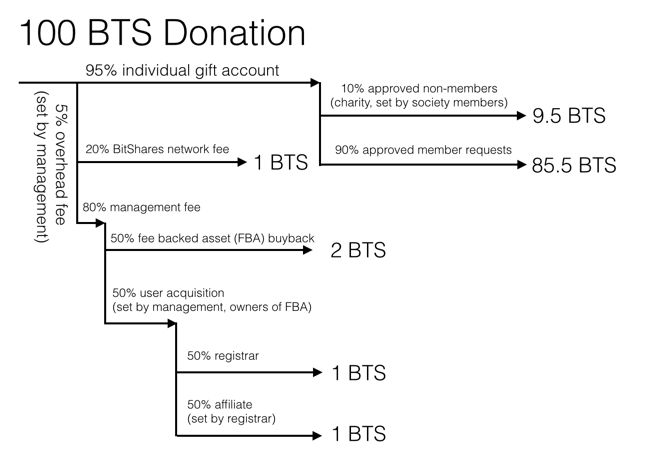 100 BTS Donation
95% individual gift account
10% approved non-members
(charity, set by society members)
9.5 BTS
90% approved member requests
85.5 BTS
5% overhead fee
(set by management)
20% BitShares network fee
1 BTS
80% management fee
50% fee backed asset (FBA) buyback
2 BTS
50% user acquisition
(set by management, owners of FBA)
50% registrar
1 BTS
50% affiliate
(set by registrar)
1 BTS